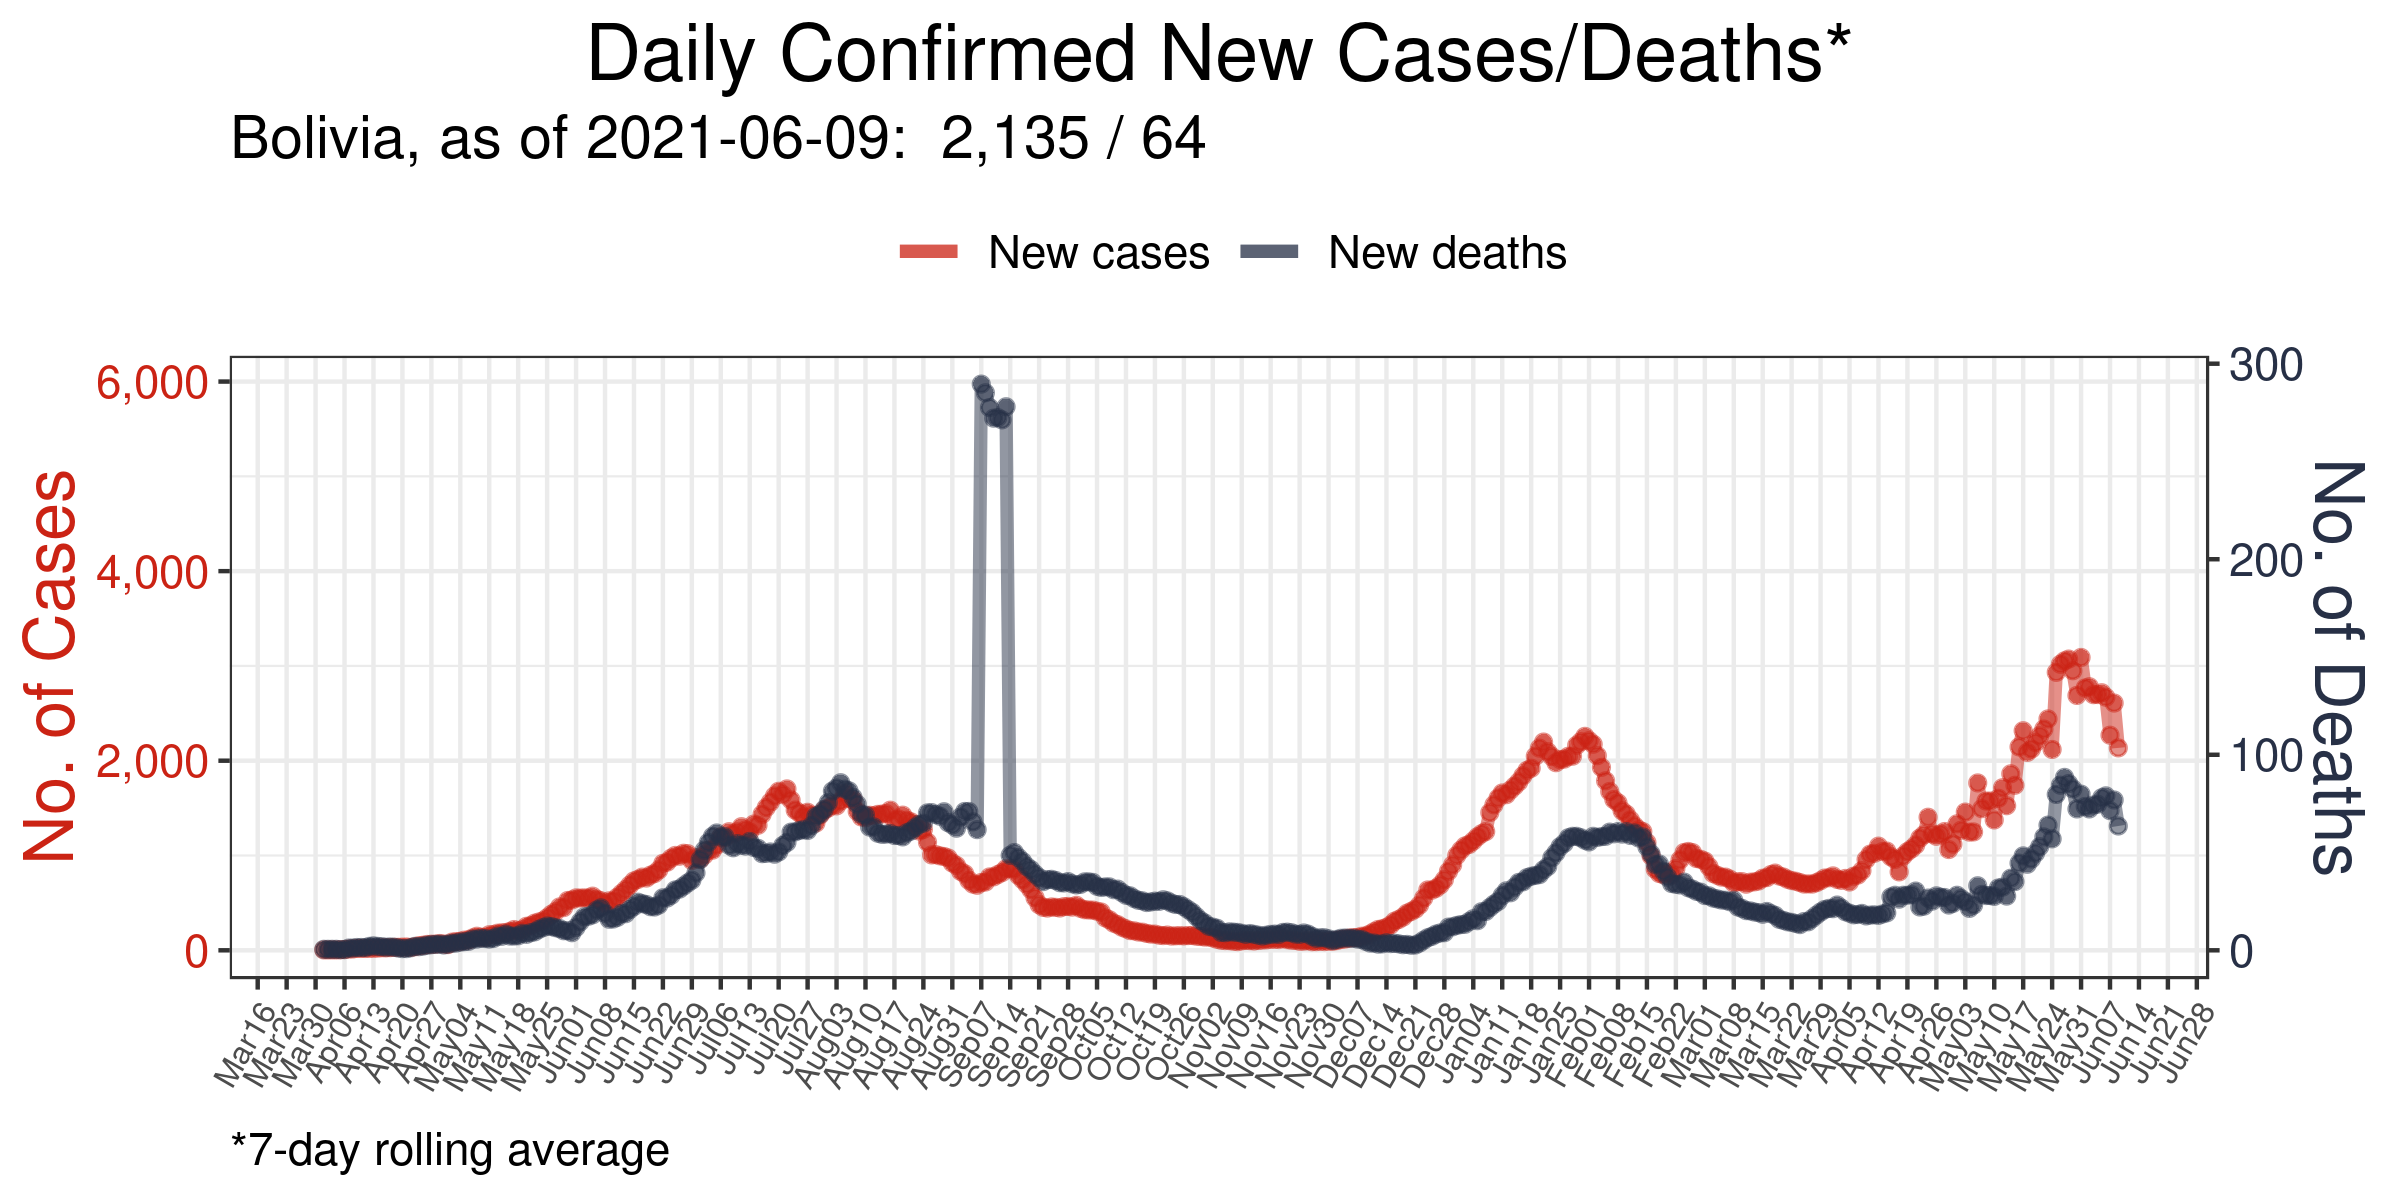 Daily Confirmed New Cases/Deaths*
Bolivia, as of 2021-06-09:  2,135 / 64
New cases
New deaths
No. of Cases
6,000
4,000
2,000
0
300
200
100
0
No. of Deaths
Mar16
Mar23
Mar30
Apr06
Apr13
Apr20
Apr27
May04
May11
May18
May25
Jun01
Jun08
Jun15
Jun22
Jun29
Jul06
Jul13
Jul20
Jul27
Aug03
Aug10
Aug17
Aug24
Aug31
Sep07
Sep14
Sep21
Sep28
Oct05
Oct12
Oct19
Oct26
Nov02
Nov09
Nov16
Nov23
Nov30
Dec07
Dec14
Dec21
Dec28
Jan04
Jan11
Jan18
Jan25
Feb01
Feb08
Feb15
Feb22
Mar01
Mar08
Mar15
Mar22
Mar29
Apr05
Apr12
Apr19
Apr26
May03
May10
May17
May24
May31
Jun07
Jun14
Jun21
Jun28
*7-day rolling average